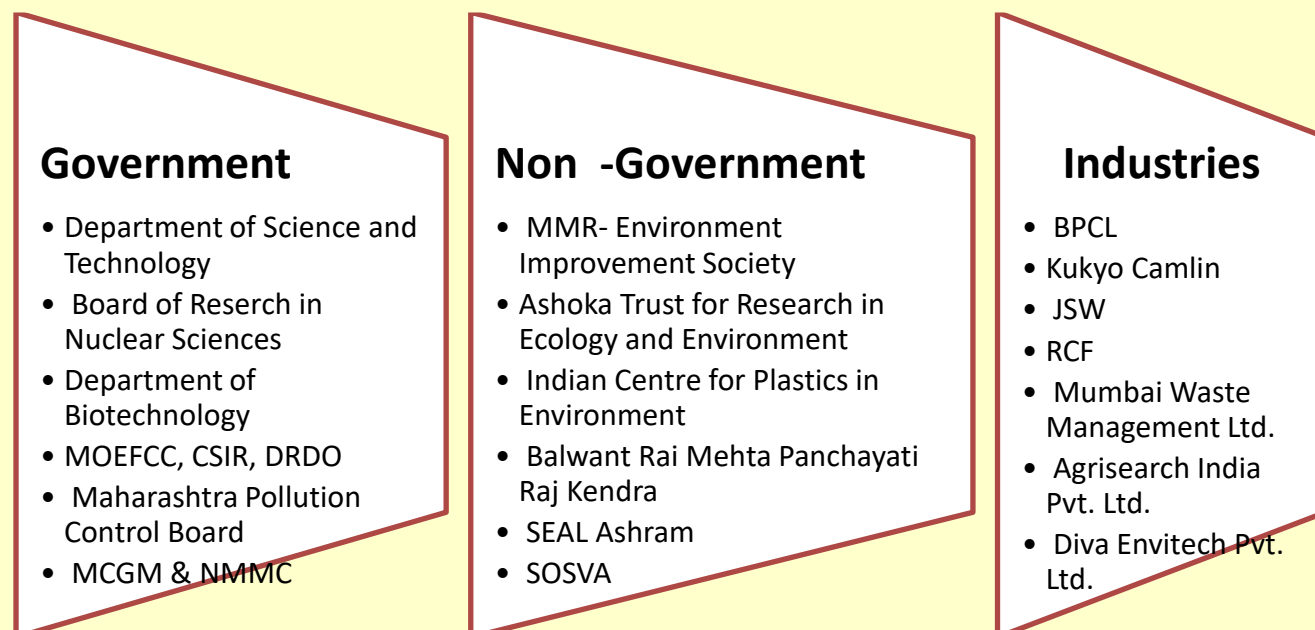 Government
• Department of Science and
Technology
• Board of Reserch in
Nuclear Sciences
• Department of
Biotechnology
• MOEFCC, CSIR, DRDO
• Maharashtra Pollution
Control Board
• MCGM & NMMC
Non -Government
• MMR- Environment
Improvement Society
• Ashoka Trust for Research in
Ecology and Environment
• Indian Centre for Plastics in
Environment
• Balwant Rai Mehta Panchayati
Raj Kendra
• SEAL Ashram
• SOSVA
Industries
• BPCL
• Kukyo Camlin
• JSW
• RCF
• Mumbai Waste
Management Ltd.
• Agrisearch India
Pvt. Ltd.
• Diva Envitech Pvt.
Ltd.